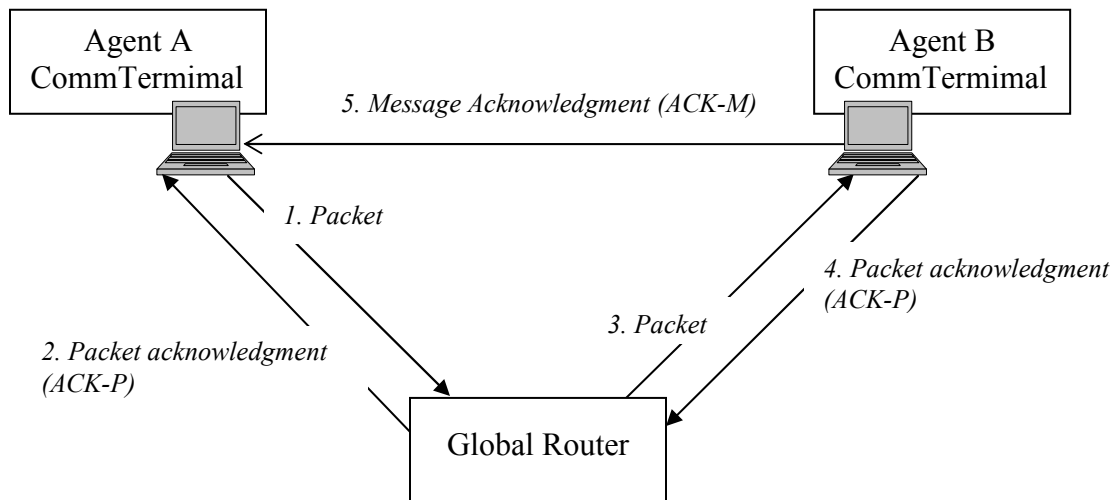 Agent A
CommTermimal
Agent B
CommTermimal
5. Message Acknowledgment (ACK-M)
1. Packet
4. Packet acknowledgment
(ACK-P)
3. Packet
2. Packet acknowledgment
(ACK-P)
Global Router